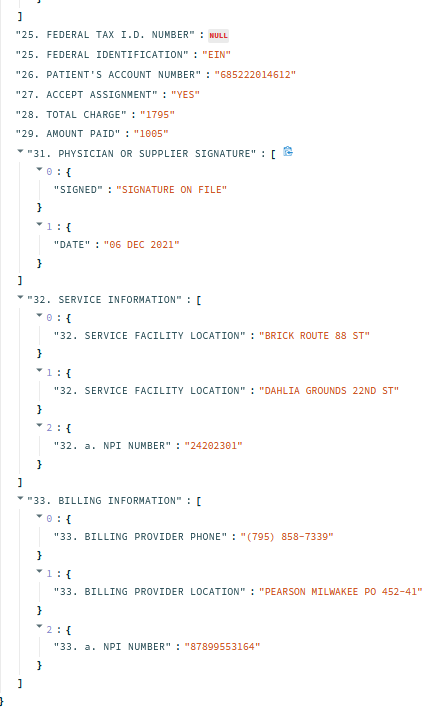 ]
"25. FEDERAL TAX I.D. NUMBER" : NULL
"25. FEDERAL IDENTIFICATION" : "EIN"
"26. PATIENT'S ACCOUNT NUMBER" : "685222014612"
"27. ACCEPT ASSIGNMENT" : "YES"
"28. TOTAL CHARGE" : "1795"
"29. AMOUNT PAID" : "1005"
"31. PHYSICIAN OR SUPPLIER SIGNATURE" : [
0 : {
"SIGNED" : "SIGNATURE ON FILE"
}
1 : {
"DATE" : "06 DEC 2021"
}
]
"32. SERVICE INFORMATION" : [
0 : {
"32. SERVICE FACILITY LOCATION" : "BRICK ROUTE 88 ST"
}
1 : {
"32. SERVICE FACILITY LOCATION" : "DAHLIA GROUNDS 22ND ST"
}
2 : {
"32. a. NPI NUMBER" : "24202301"
}
]
"33. BILLING INFORMATION" : [
0 : {
"33. BILLING PROVIDER PHONE" : "(795) 858-7339"
}
1 : {
"33. BILLING PROVIDER LOCATION" : "PEARSON MILWAKEE PO 452-41"
}
2 : {
"33. a. NPI NUMBER" : "87899553164"
}
]
}